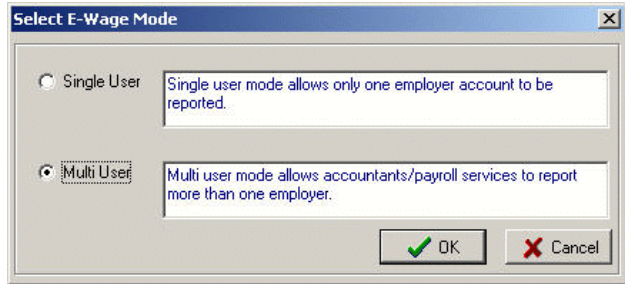 Select E-Wage Mode
Single User
Single user mode allows only one employer account to be
reported.
Multi User
Multi user mode allows accountants/payroll services to report
more than one employer.
OK
Cancel